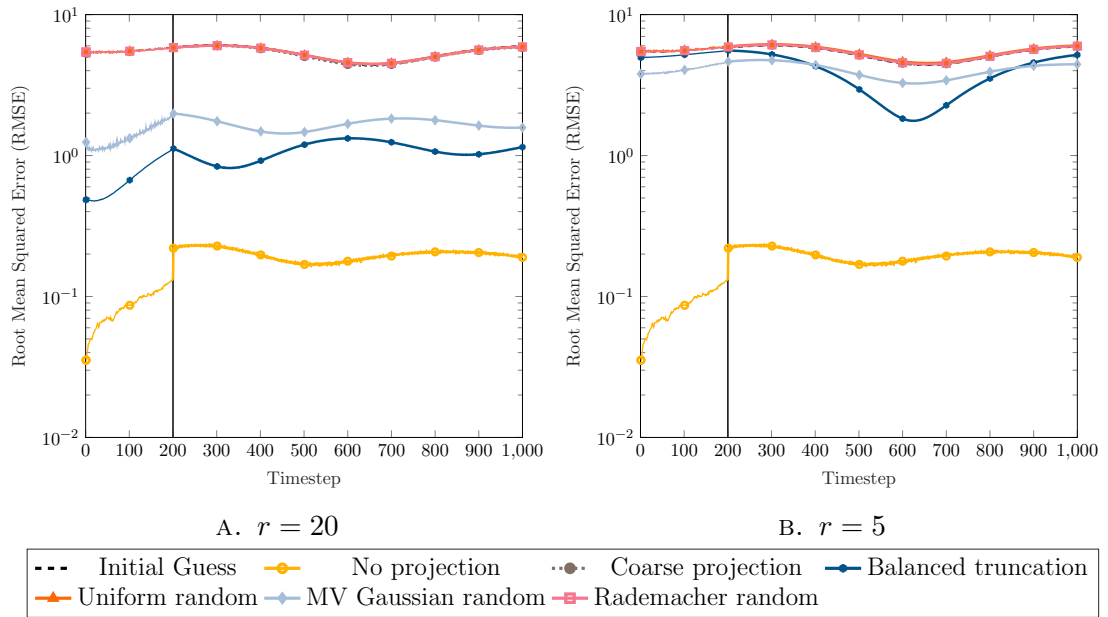 10^1
10^0
10^−1
10^−2
Root Mean Squared Error (RMSE)
0 100 200 300 400 500 600 700 800 900 1,000
Timestep
A. r = 20
10^1
10^0
10^−1
10^−2
Root Mean Squared Error (RMSE)
0 100 200 300 400 500 600 700 800 900 1,000
Timestep
B. r = 5
Initial Guess No projection Coarse projection Balanced truncation
Uniform random MV Gaussian random Rademacher random